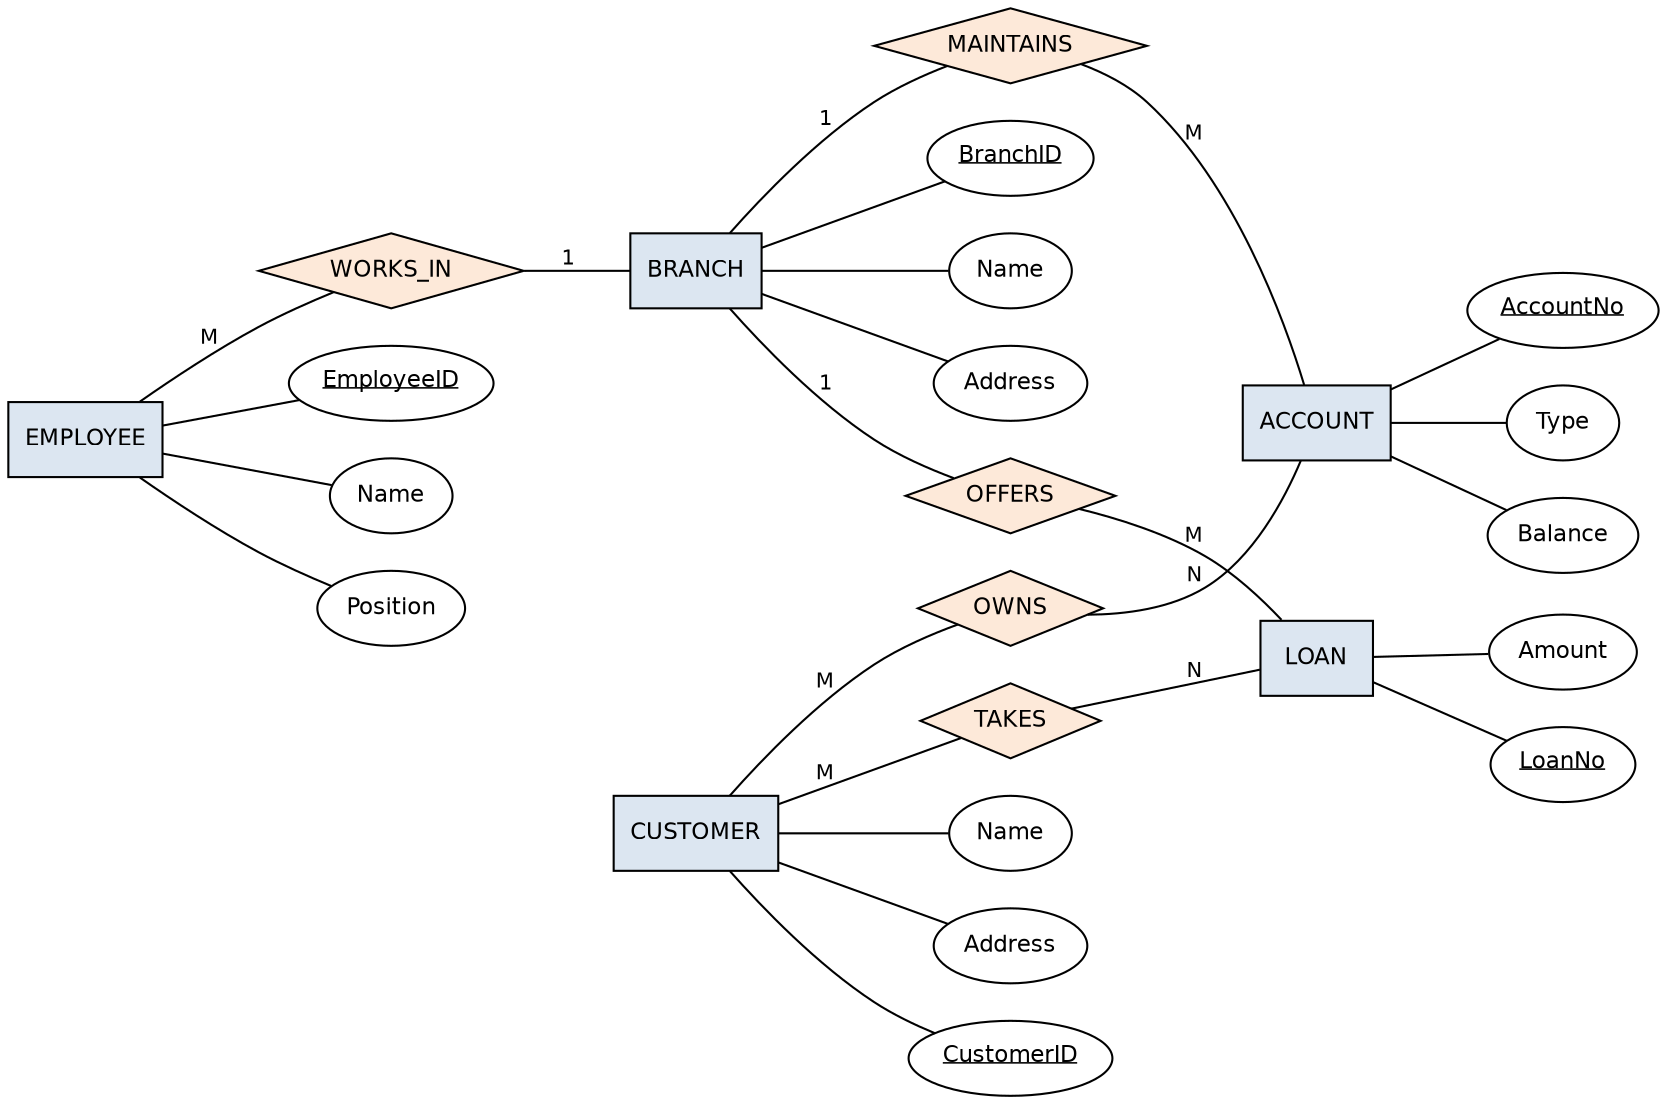 MAINTAINS
1
M
BranchID
WORKS_IN
1
BRANCH
Name
M
EmployeeID
Address
1
AccountNo
EMPLOYEE
ACCOUNT
Type
Name
OFFERS
M
Balance
N
Position
OWNS
LOAN
Amount
M
N
TAKES
M
LoanNo
CUSTOMER
Name
Address
CustomerID